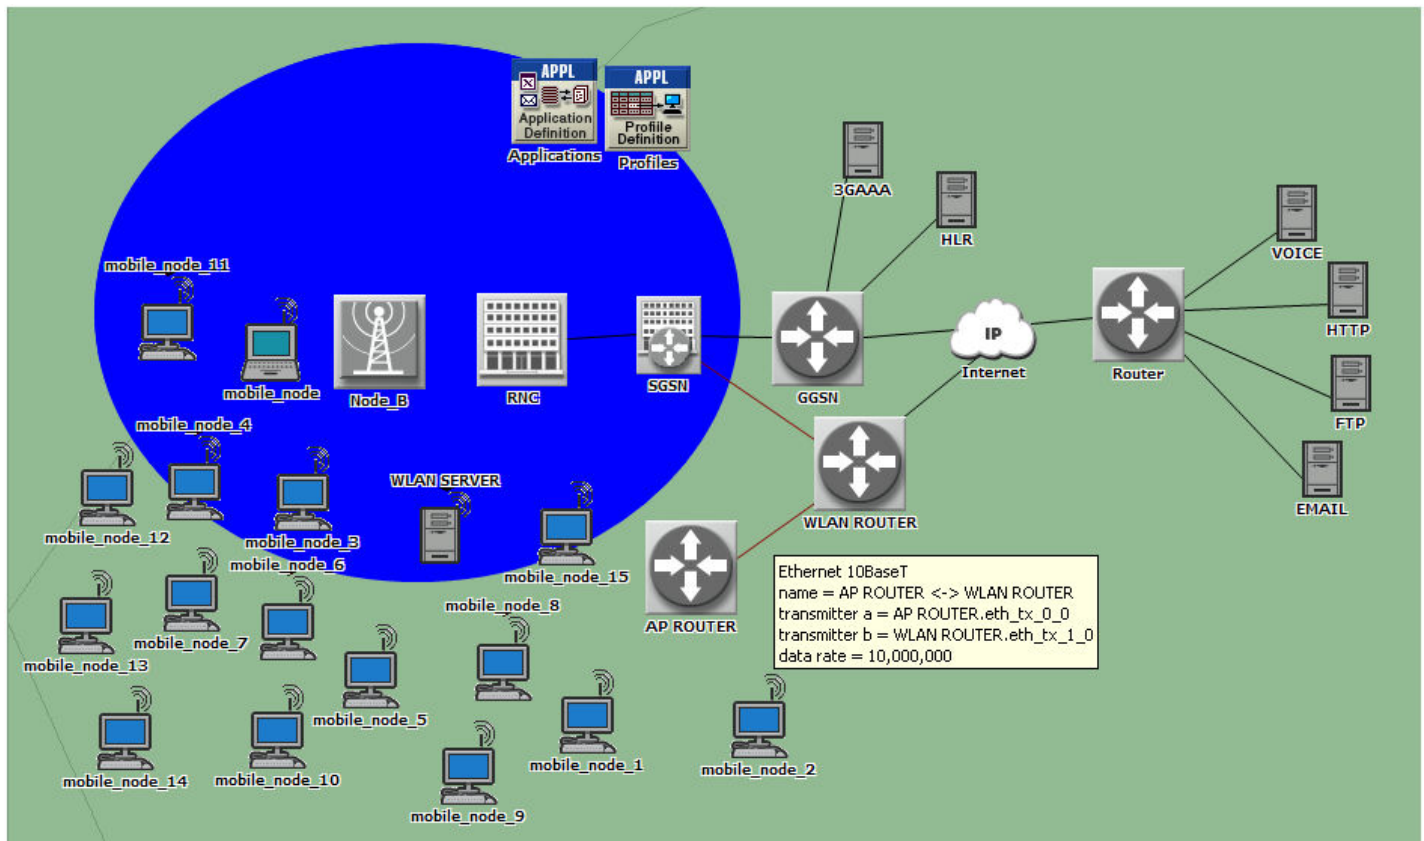 APPL
Application
Definition
Applications
APPL
Profiile
Definition
Profiles
3GAAA
HLR
VOICE
mobile_node_11
HTTP
IP
Internet
Router
mobile_node
Node_B
RNC
SGSN
GGSN
FTP
mobile_node_4
WLAN SERVER
EMAIL
WLAN ROUTER
mobile_node_12
mobile_node_3
mobile_node_6
mobile_node_15
mobile_node_8
AP ROUTER
Ethernet 10BaseT
name = AP ROUTER <-> WLAN ROUTER
transmitter a = AP ROUTER.eth_tx_0_0
transmitter b = WLAN ROUTER.eth_tx_1_0
data rate = 10,000,000
mobile_node_7
mobile_node_13
mobile_node_5
mobile_node_1
mobile_node_2
mobile_node_14
mobile_node_10
mobile_node_9